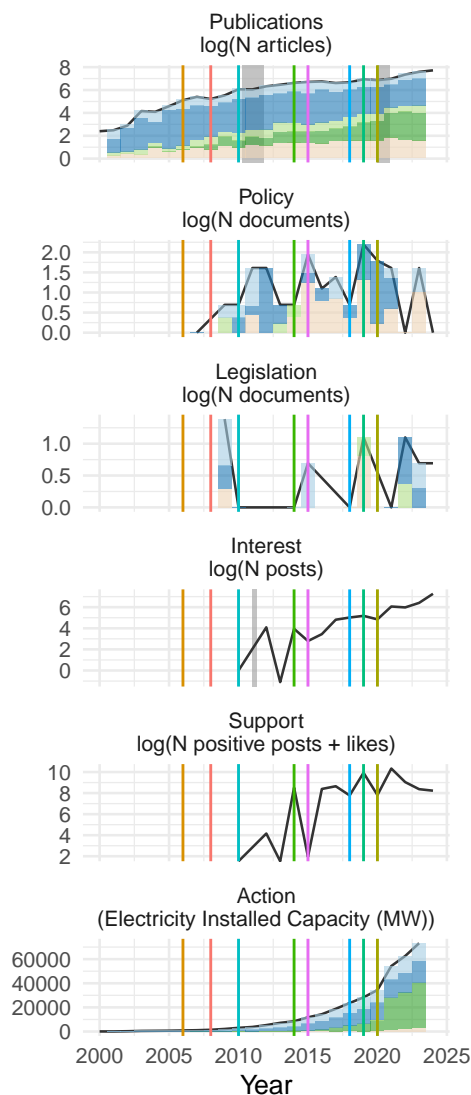 Publications
log(N articles)
8
6
4
2
0
Policy
log(N documents)
2.0
1.5
1.0
0.5
0.0
Legislation
log(N documents)
1.0
0.5
0.0
Interest
log(N posts)
6
4
2
0
Support
log(N positive posts + likes)
10
8
6
4
2
Action
(Electricity Installed Capacity (MW))
60000
40000
20000
0
2000 2005 2010 2015 2020 2025
Year